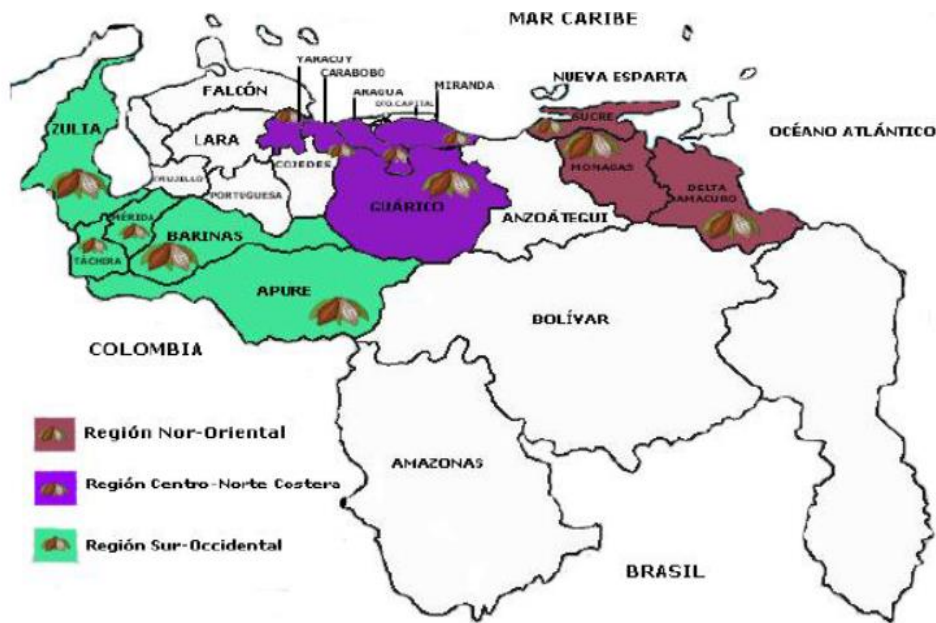 MAR CARIBE
YARACUY
CARABOBO
ARAGUA
DTO.CAPITAL
MIRANDA
NUEVA ESPARTA
FALCÓN
SUCRE
OCÉANO ATLÁNTICO
ZULIA
LARA
COJEDES
MONAGAS
TRUJILLO
PORTUGUESA
GUÁRICO
DELTA
AMACURO
ANZOÁTEGUI
MÉRIDA
BARINAS
TÁCHIRA
APURE
BOLÍVAR
COLOMBIA
Región Nor-Oriental
AMAZONAS
Región Centro-Norte Costera
Región Sur-Occidental
BRASIL